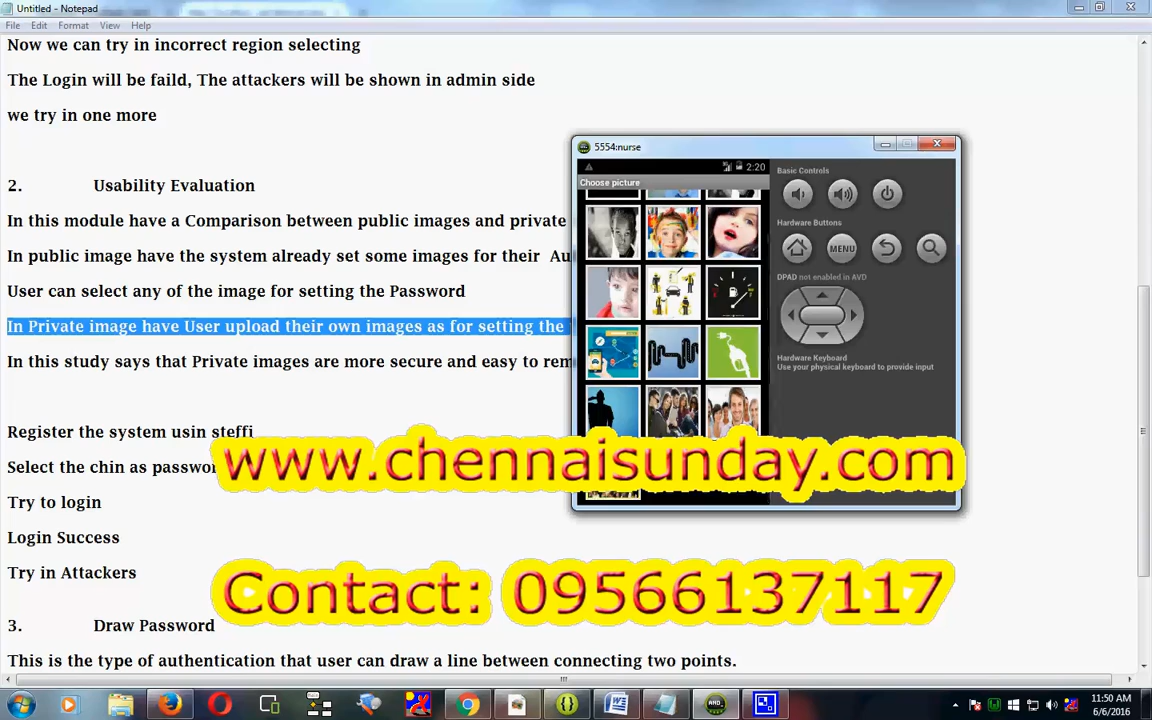 Untitled - Notepad
File Edit Format View Help
Now we can try in incorrect region selecting
The Login will be faild, The attackers will be shown in admin side
we try in one more
2. Usability Evaluation
In this module have a Comparison between public images and private
In public image have the system already set some images for their Au
User can select any of the image for setting the Password
In Private image have User upload their own images as for setting the
In this study says that Private images are more secure and easy to rem
Register the system usin steffi
Select the chin as passwor
Try to login
Login Success
Try in Attackers
3. Draw Password
This is the type of authentication that user can draw a line between connecting two points.
5554:nurse
2:20
Choose picture
Basic Controls
Hardware Buttons
MENU
DPAD not enabled in AVD
Hardware Keyboard
Use your physical keyboard to provide input
www.chennaisunday.com
Contact: 09566137117
11:50 AM
6/6/2016